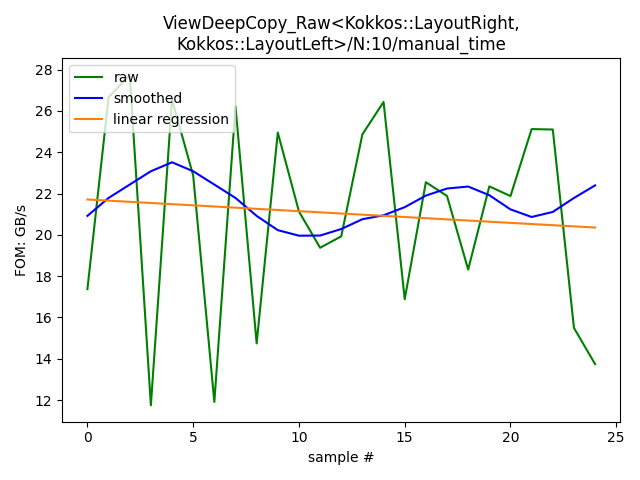 ViewDeepCopy_Raw<Kokkos::LayoutRight,
Kokkos::LayoutLeft>/N:10/manual_time
raw
smoothed
linear regression
FOM: GB/s
28
26
24
22
20
18
16
14
12
0 5 10 15 20 25
sample #